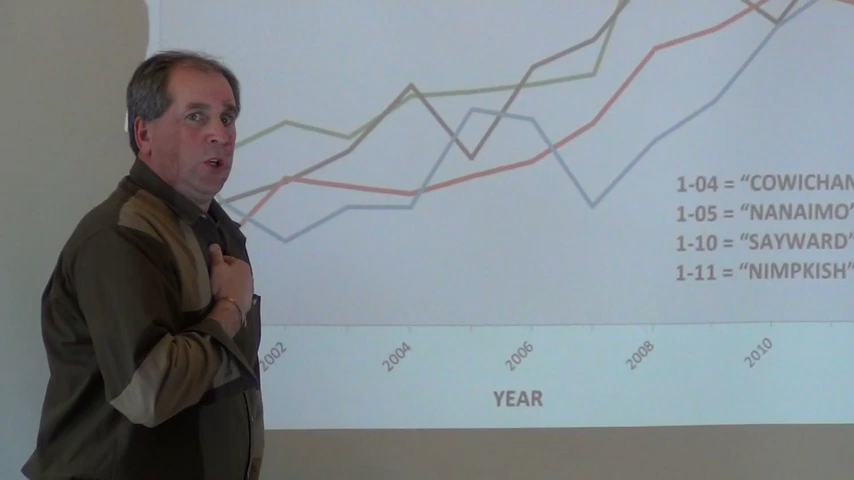 1-04 = “COWICHAN
1-05 = “NANAIMO”
1-10 = “SAYWARD”
1-11 = “NIMPKISH”
2002
2004
2006
2008
2010
YEAR